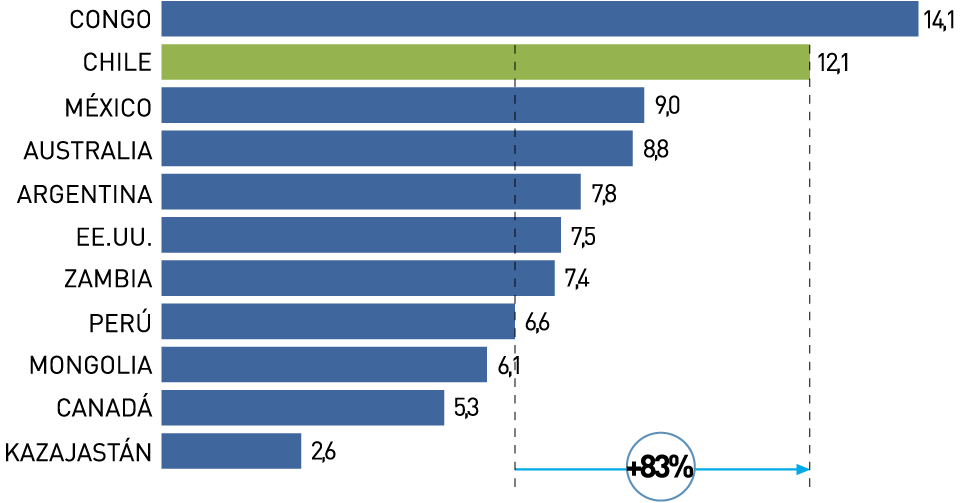 CONGO 14,1
CHILE 12,1
MÉXICO 9,0
AUSTRALIA 8,8
ARGENTINA 7,8
EE.UU. 7,5
ZAMBIA 7,4
PERÚ 6,6
MONGOLIA 6,1
CANADÁ 5,3
KAZAJASTÁN 2,6
+83%